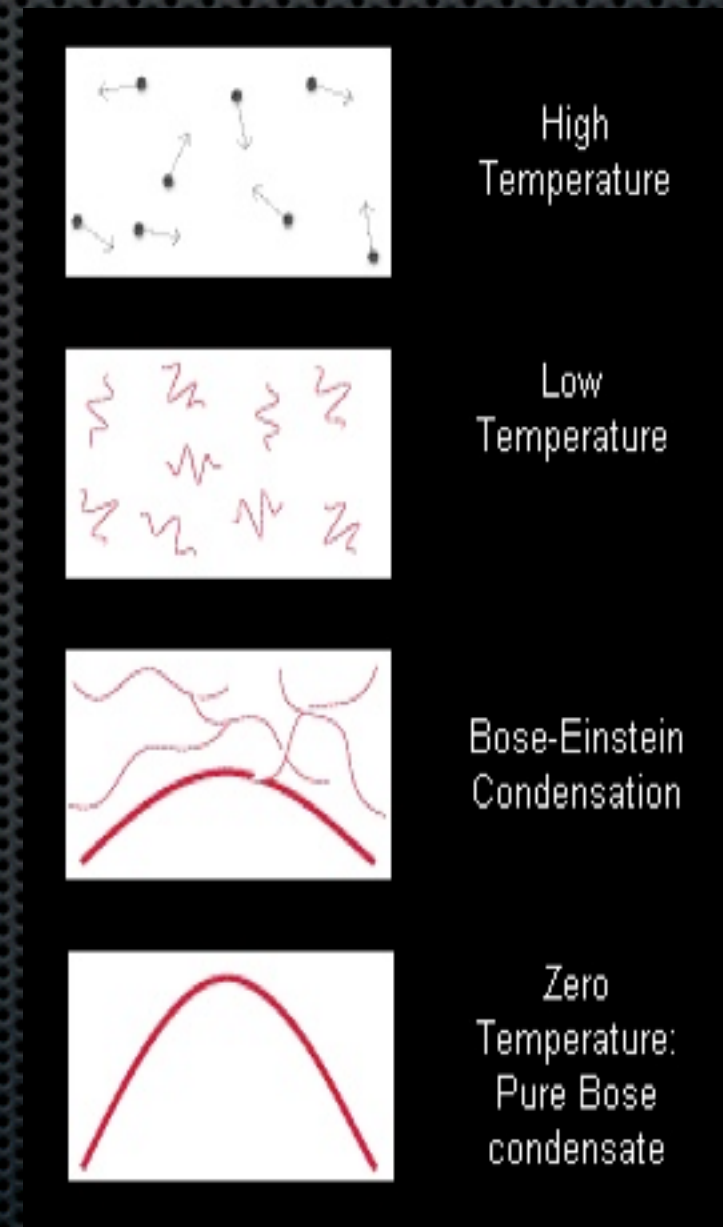 High
Temperature
Low
Temperature
Bose-Einstein
Condensation
Zero
Temperature:
Pure Bose
condensate